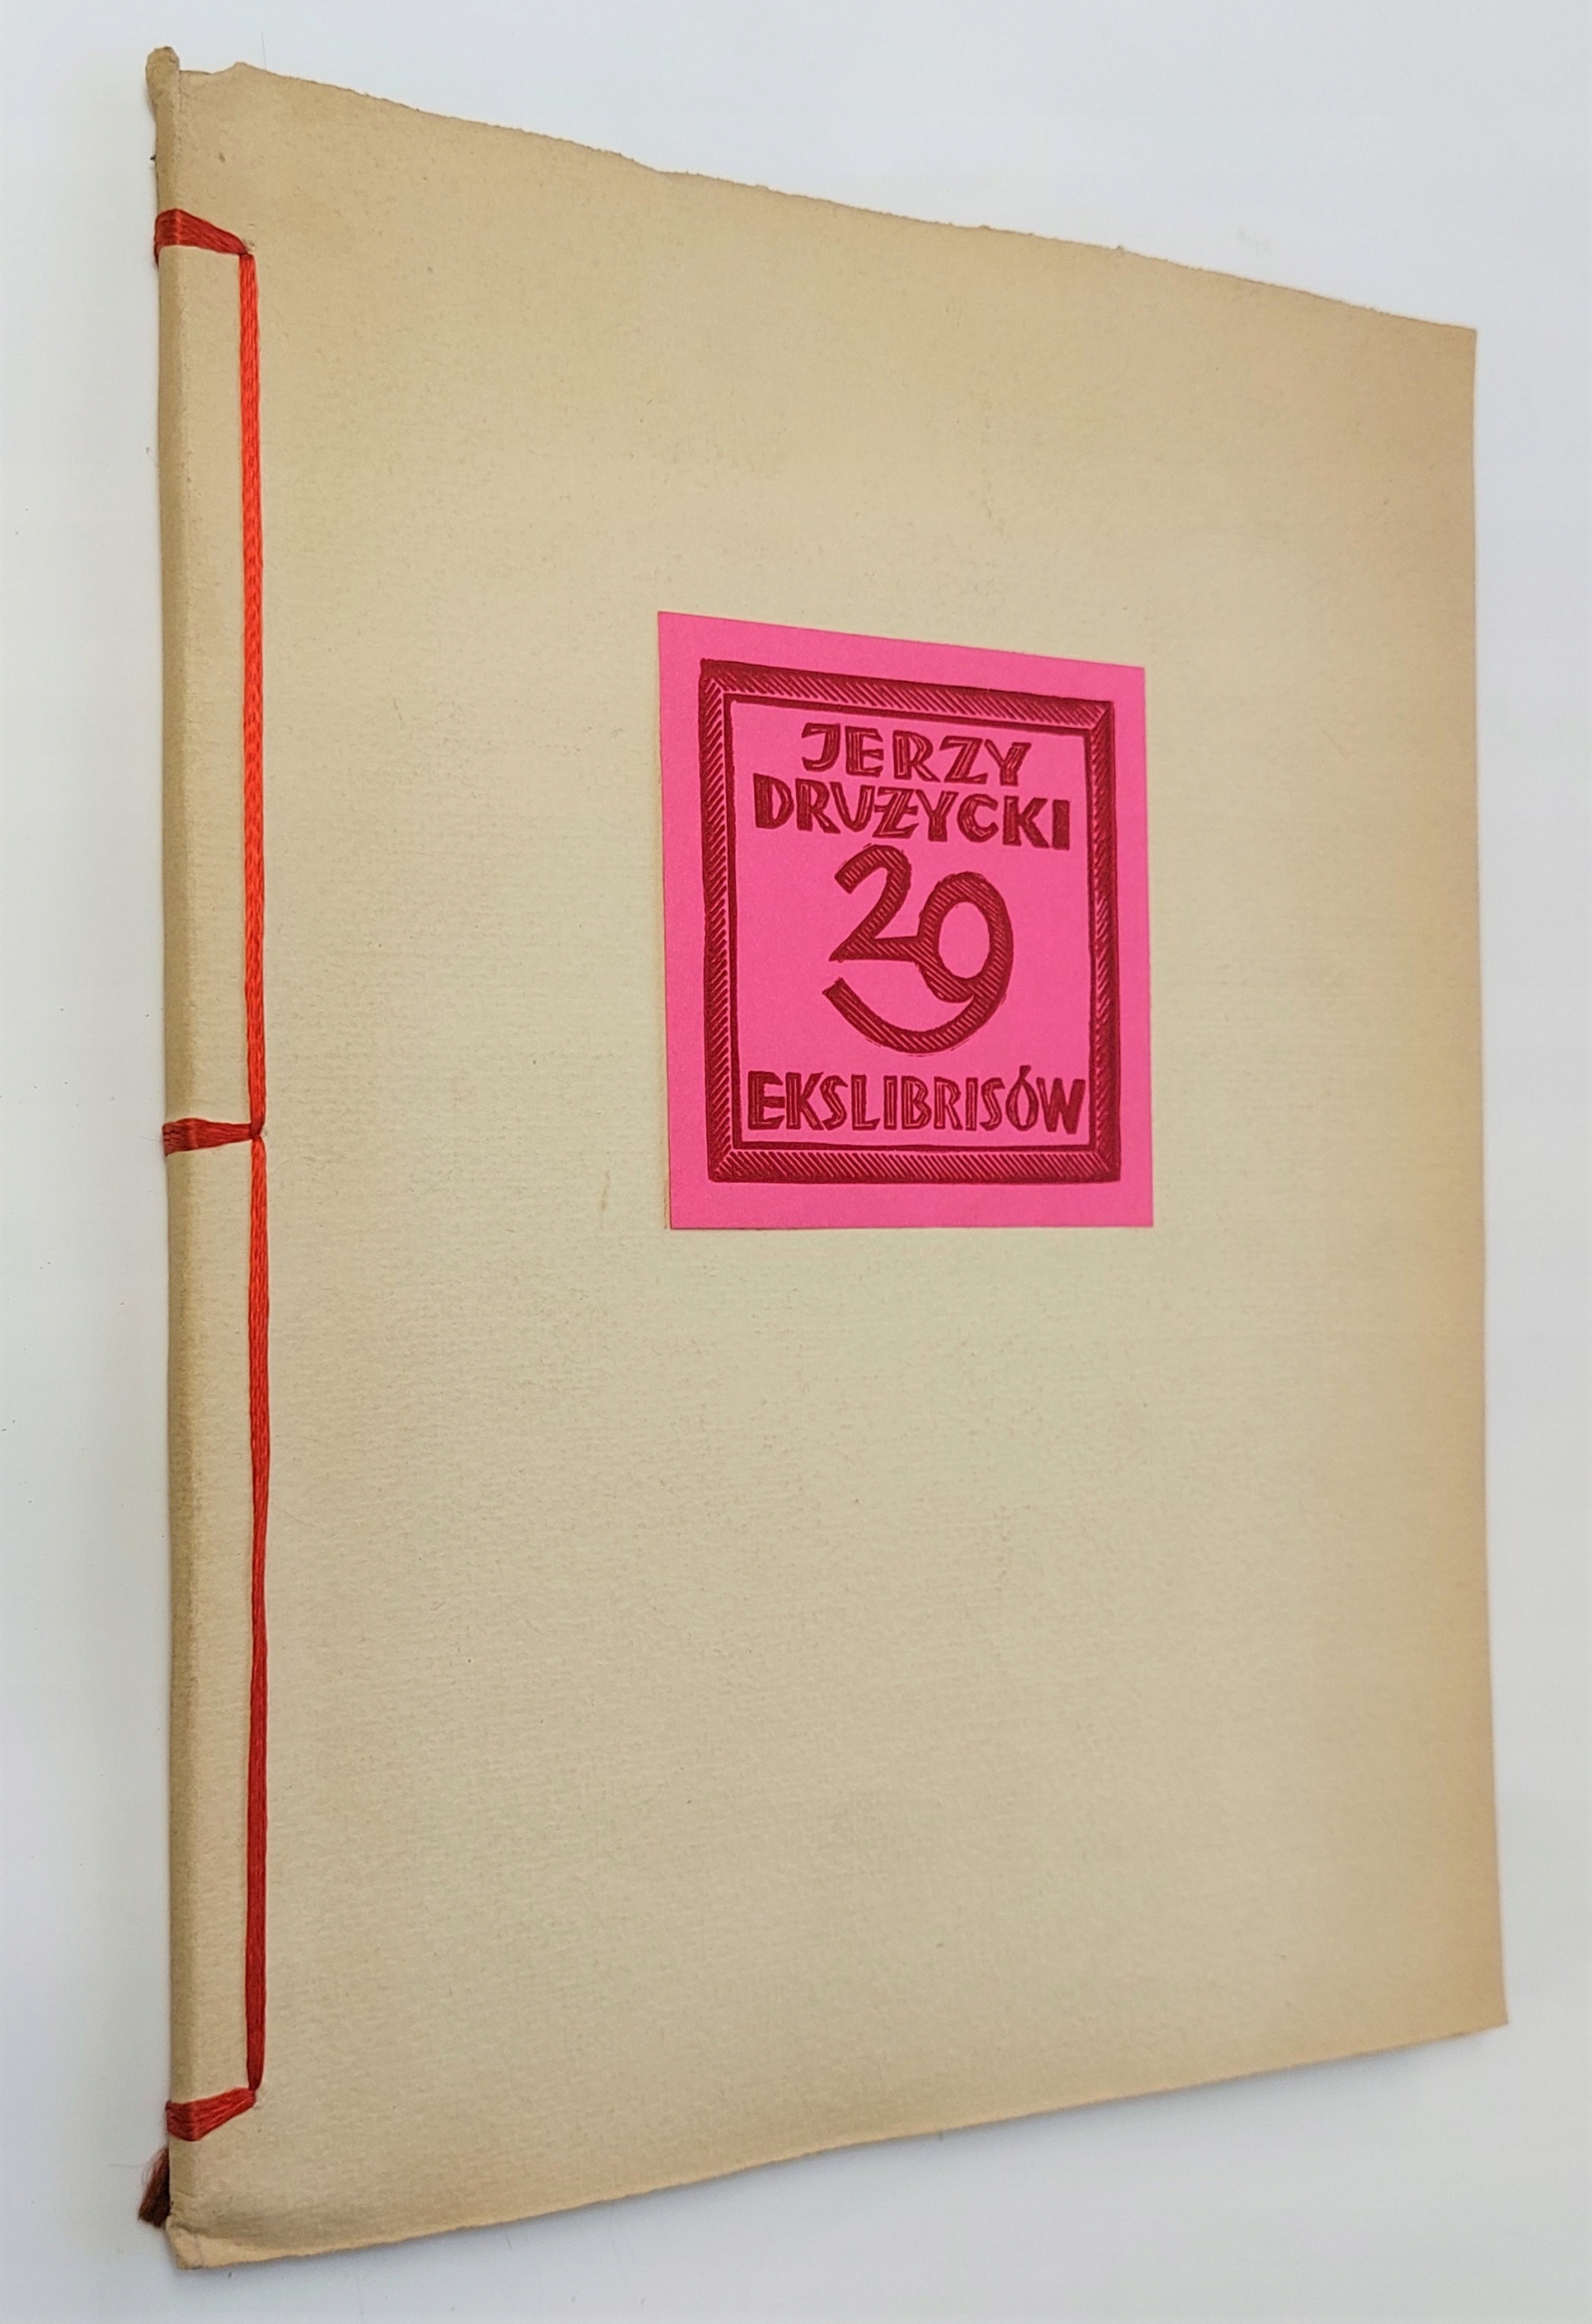 JERZY
DRUŻYCKI
29
EKSLIBRISÓW